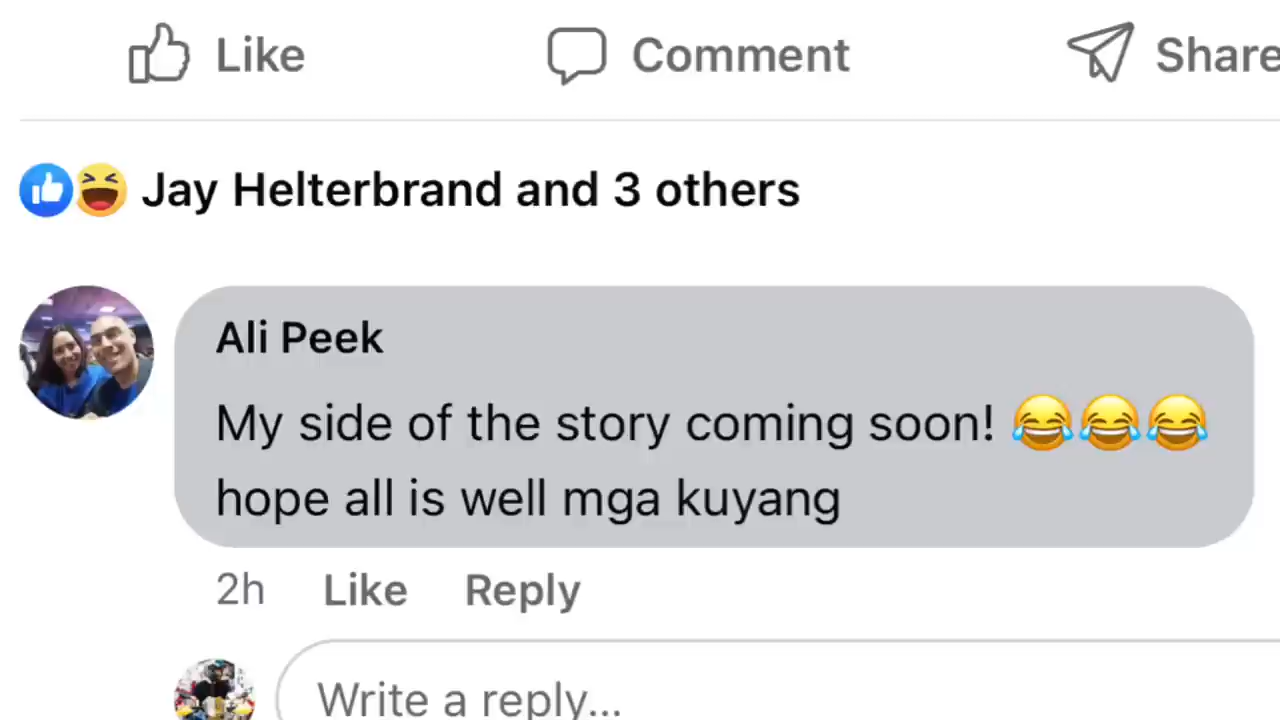 Like Comment Share
Jay Helterbrand and 3 others
Ali Peek
My side of the story coming soon! 😂😂😂
hope all is well mga kuyang
2h Like Reply
Write a reply...